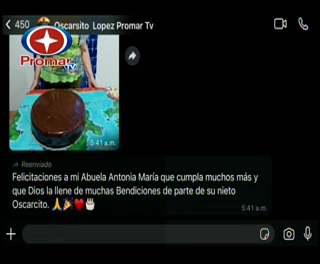 450
Oscarsito Lopez Promar Tv
Promar
TV
5:41 a.m.
Reenviado
Felicitaciones a mi Abuela Antonia María que cumpla muchos más y
que Dios la llene de muchas Bendiciones de parte de su nieto
Oscarcito. 🙏🎉❤️🎂
5:41 a.m.